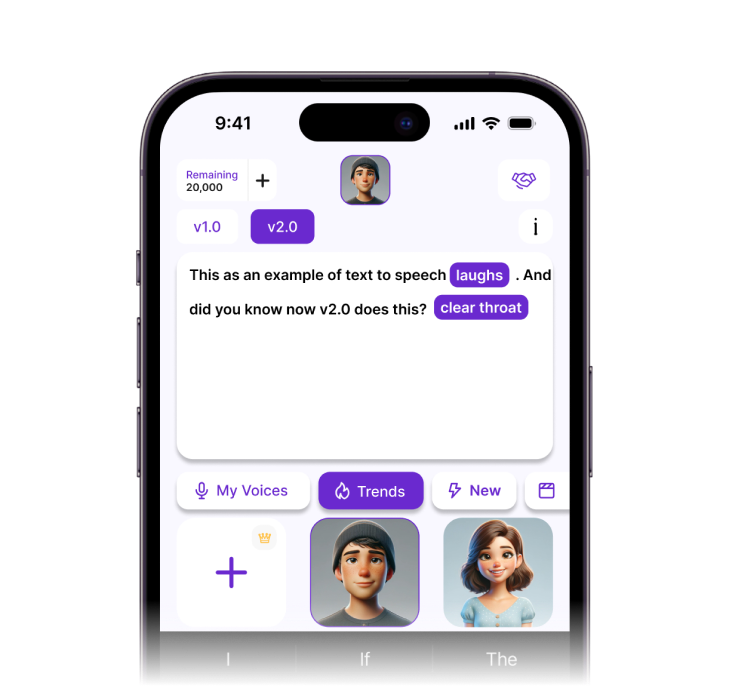 9:41
Remaining
20,000
v1.0
v2.0
i
This as an example of text to speech laughs . And
did you know now v2.0 does this? clear throat
My Voices
Trends
New
I
If
The